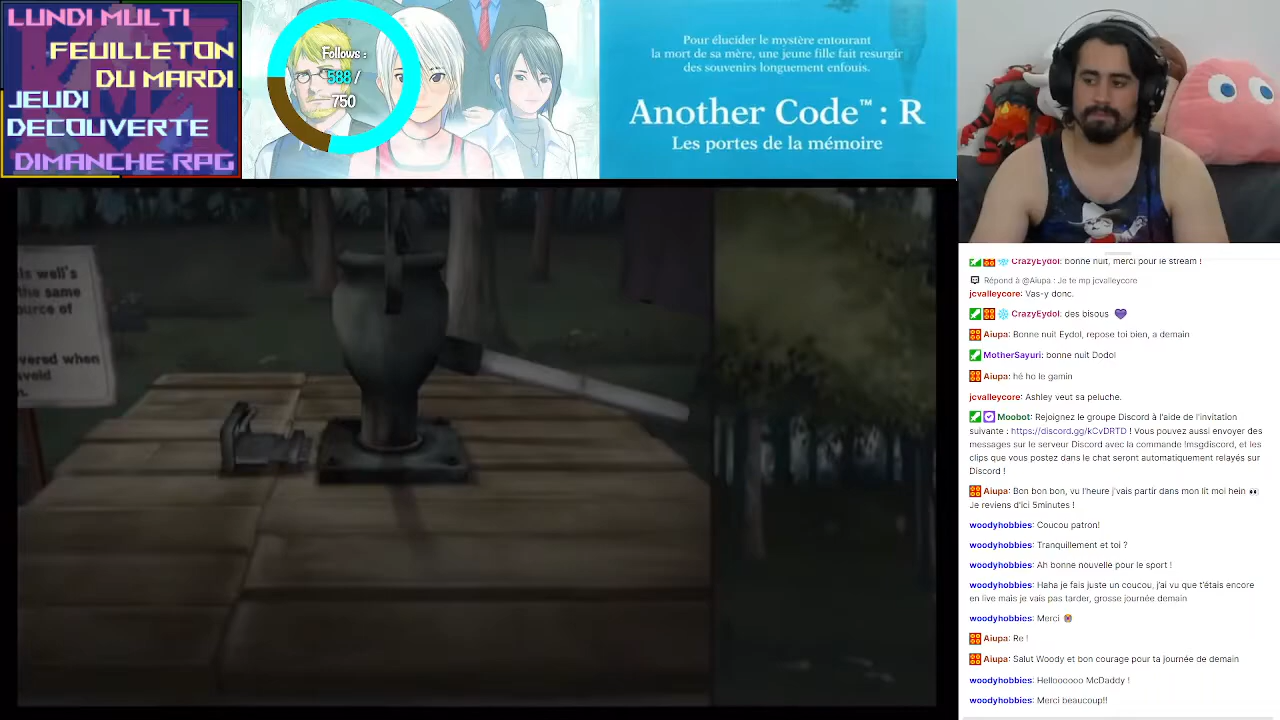 LUNDI MULTI
FEUILLETON
DU MARDI
JEUDI
DECOUVERTE
DIMANCHE RPG
Follows :
588 /
750
Pour élucider le mystère entourant
la mort de sa mère, une jeune fille fait resurgir
des souvenirs longuement enfouis.
Another Code™ : R
Les portes de la mémoire
is well's
the same
ource of
vered when
avoid
CrazyEydol: bonne nuit, merci pour le stream !
Répond à @Aiupa : Je te mp jcvalleycore
jcvalleycore: Vas-y donc.
CrazyEydol: des bisous 💜
Aiupa: Bonne nuit Eydol, repose toi bien, a demain
MotherSayuri: bonne nuit Dodol
Aiupa: hé ho le gamin
jcvalleycore: Ashley veut sa peluche.
Moobot: Rejoignez le groupe Discord à l'aide de l'invitation
suivante : https://discord.gg/kCvDRTD ! Vous pouvez aussi envoyer des
messages sur le serveur Discord avec la commande !msgdiscord, et les
clips que vous postez dans le chat seront automatiquement relayés sur
Discord !
Aiupa: Bon bon bon, vu l'heure j'vais partir dans mon lit moi hein 👀
Je reviens d'ici 5minutes !
woodyhobbies: Coucou patron!
woodyhobbies: Tranquillement et toi ?
woodyhobbies: Ah bonne nouvelle pour le sport !
woodyhobbies: Haha je fais juste un coucou, j'ai vu que t'étais encore
en live mais je vais pas tarder, grosse journée demain
woodyhobbies: Merci
Aiupa: Re !
Aiupa: Salut Woody et bon courage pour ta journée de demain
woodyhobbies: Helloooooo McDaddy !
woodyhobbies: Merci beaucoup!!